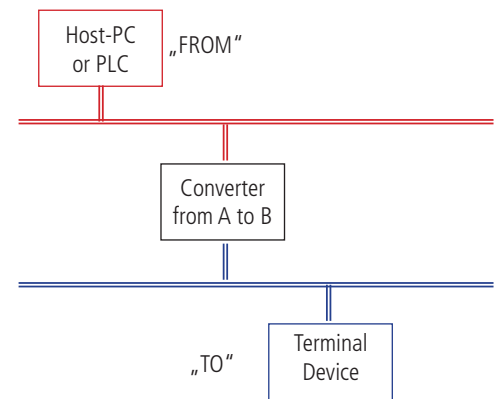 Host-PC
or PLC
„FROM“
Converter
from A to B
Terminal
Device
„TO“